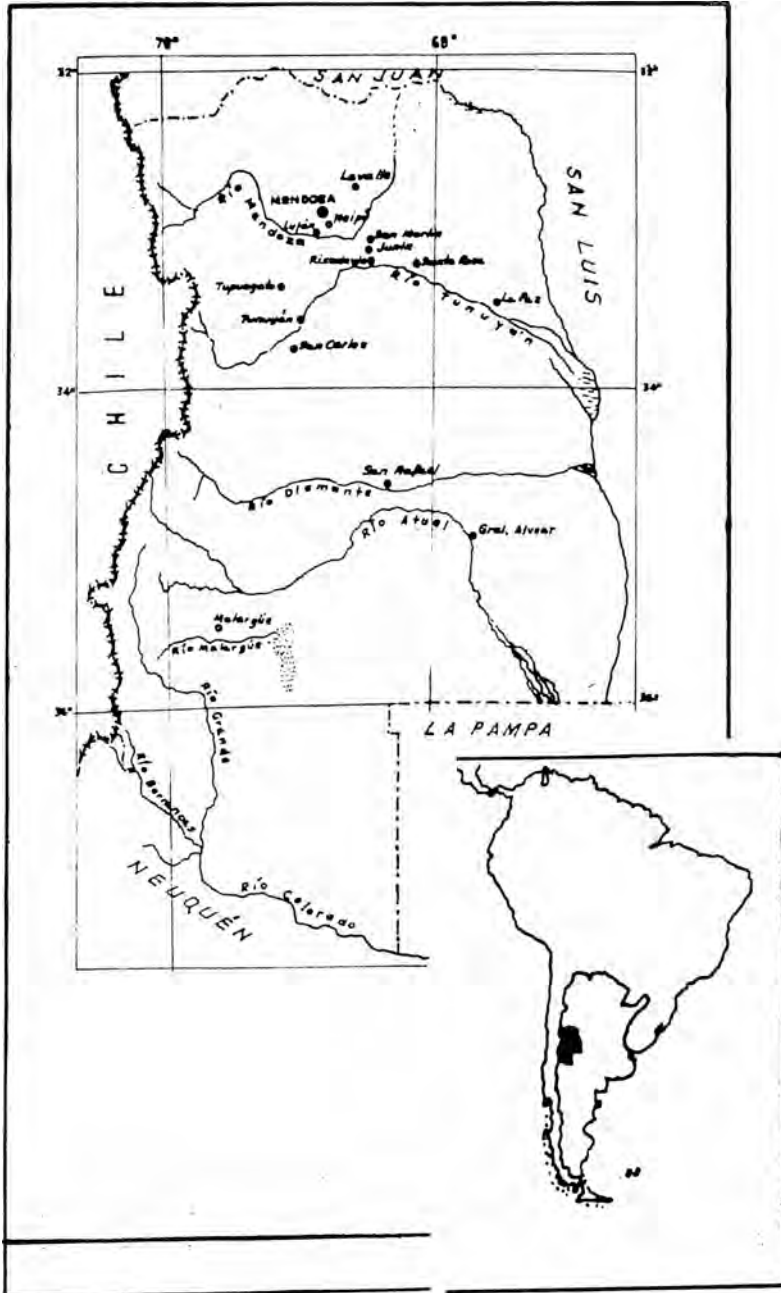 70°
68°
32°
SAN JUAN
CHILE
SAN LUIS
Lavalle
MENDOZA
Río Mendoza
Maipú
Luján
San Martín
Junín
Rivadavia
Santa Rosa
Tupungato
La Paz
Río Tunuyán
Tunuyán
San Carlos
34°
34°
San Rafael
Río Diamante
Río Atuel
Gral. Alvear
Malargüe
Río Malargüe
36°
LA PAMPA
Río Grande
Río Barrancas
NEUQUÉN
Río Colorado